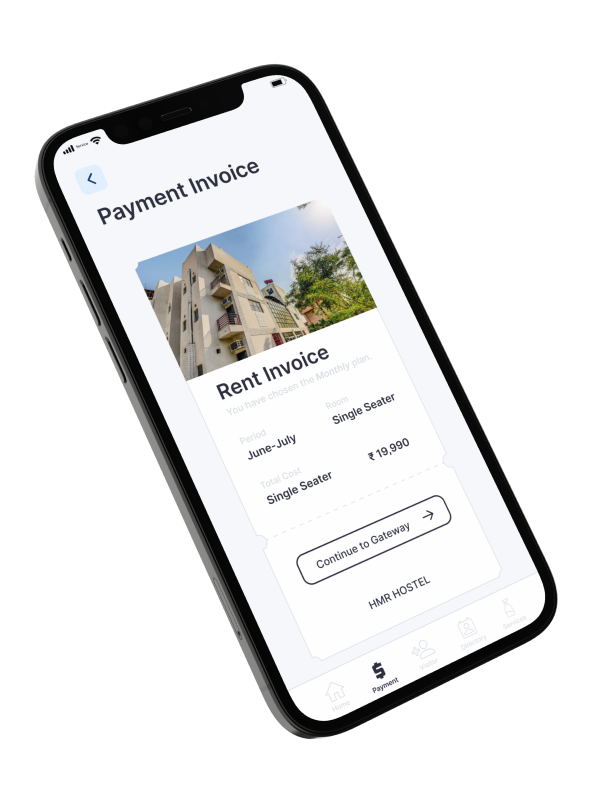 Payment Invoice
Rent Invoice
You have chosen the Monthly plan.
Period
Room
June-July
Single Seater
Total Cost
Single Seater
₹ 19,990
Continue to Gateway
HMR HOSTEL
Home
Payment
Visitor
Directory
Services